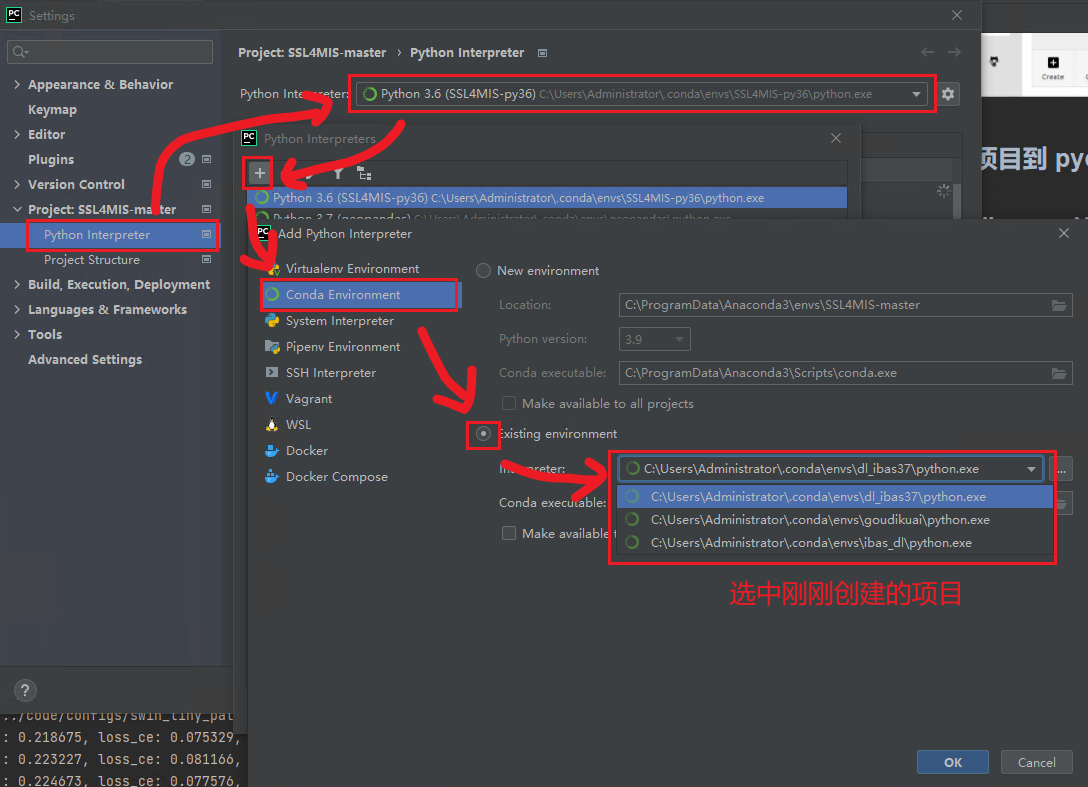 Settings
Project: SSL4MIS-master › Python Interpreter
Appearance & Behavior
Keymap
Editor
Plugins 2
Version Control
Project: SSL4MIS-master
Python Interpreter
Project Structure
Build, Execution, Deployment
Languages & Frameworks
Tools
Advanced Settings
?
Python Interpreter: Python 3.6 (SSL4MIS-py36) C:\Users\Administrator\.conda\envs\SSL4MIS-py36\python.exe
Create
项目到 pyc
PC Python Interpreters
Python 3.6 (SSL4MIS-py36) C:\Users\Administrator\.conda\envs\SSL4MIS-py36\python.exe
Python 3.7 (geopandas) C:\Users\Administrator\.conda\envs\geopandas\python.exe
PC Add Python Interpreter
Virtualenv Environment
Conda Environment
System Interpreter
Pipenv Environment
SSH Interpreter
Vagrant
WSL
Docker
Docker Compose
New environment
Location: C:\ProgramData\Anaconda3\envs\SSL4MIS-master
Python version: 3.9
Conda executable: C:\ProgramData\Anaconda3\Scripts\conda.exe
Make available to all projects
Existing environment
Interpreter: C:\Users\Administrator\.conda\envs\dl_ibas37\python.exe ...
C:\Users\Administrator\.conda\envs\dl_ibas37\python.exe
Conda executable: C:\Users\Administrator\.conda\envs\goudikuai\python.exe
Make available C:\Users\Administrator\.conda\envs\ibas_dl\python.exe
选中刚刚创建的项目
../code/configs/swin_tiny_pat
: 0.218675, loss_ce: 0.075329,
: 0.223227, loss_ce: 0.081166,
: 0.224673, loss_ce: 0.077576,
OK Cancel